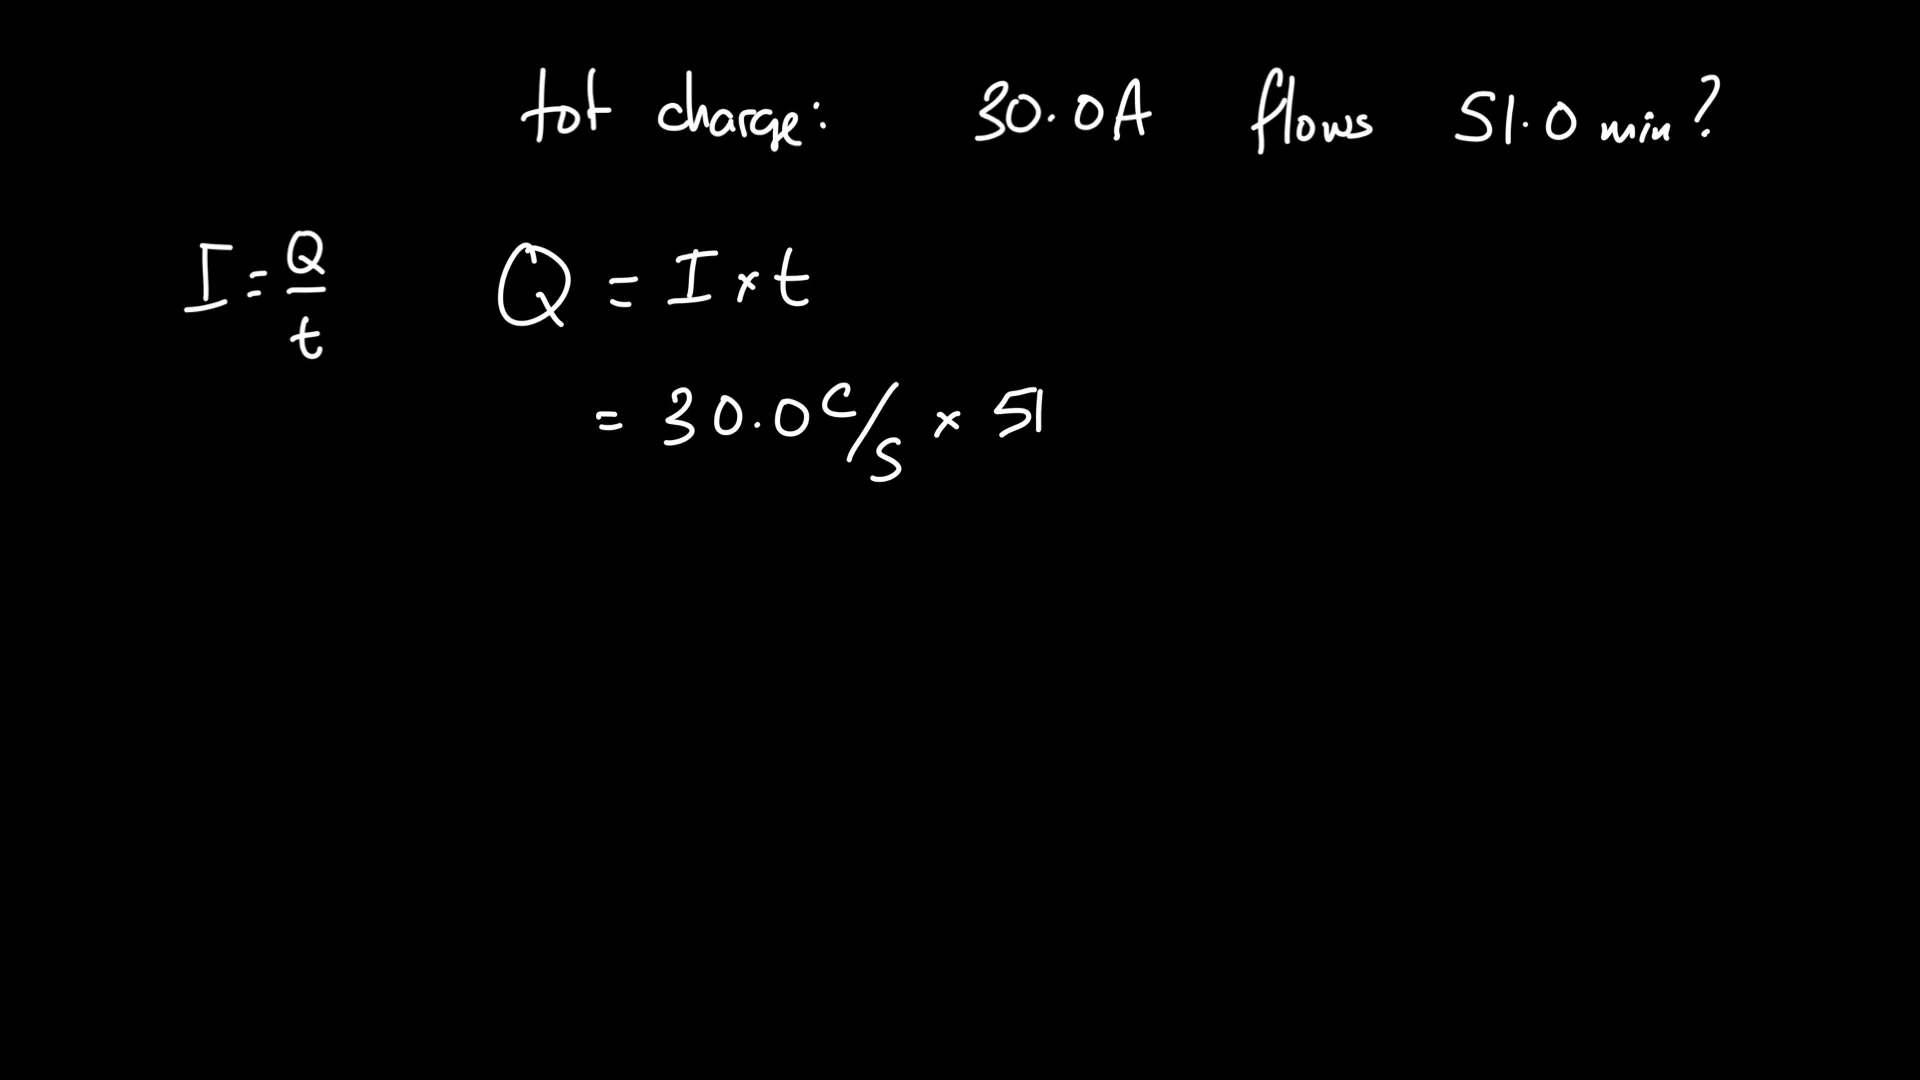 tot charge: 30.0A flows 51.0 min?
I = Q/t Q = I × t
= 30.0 C/s × 51